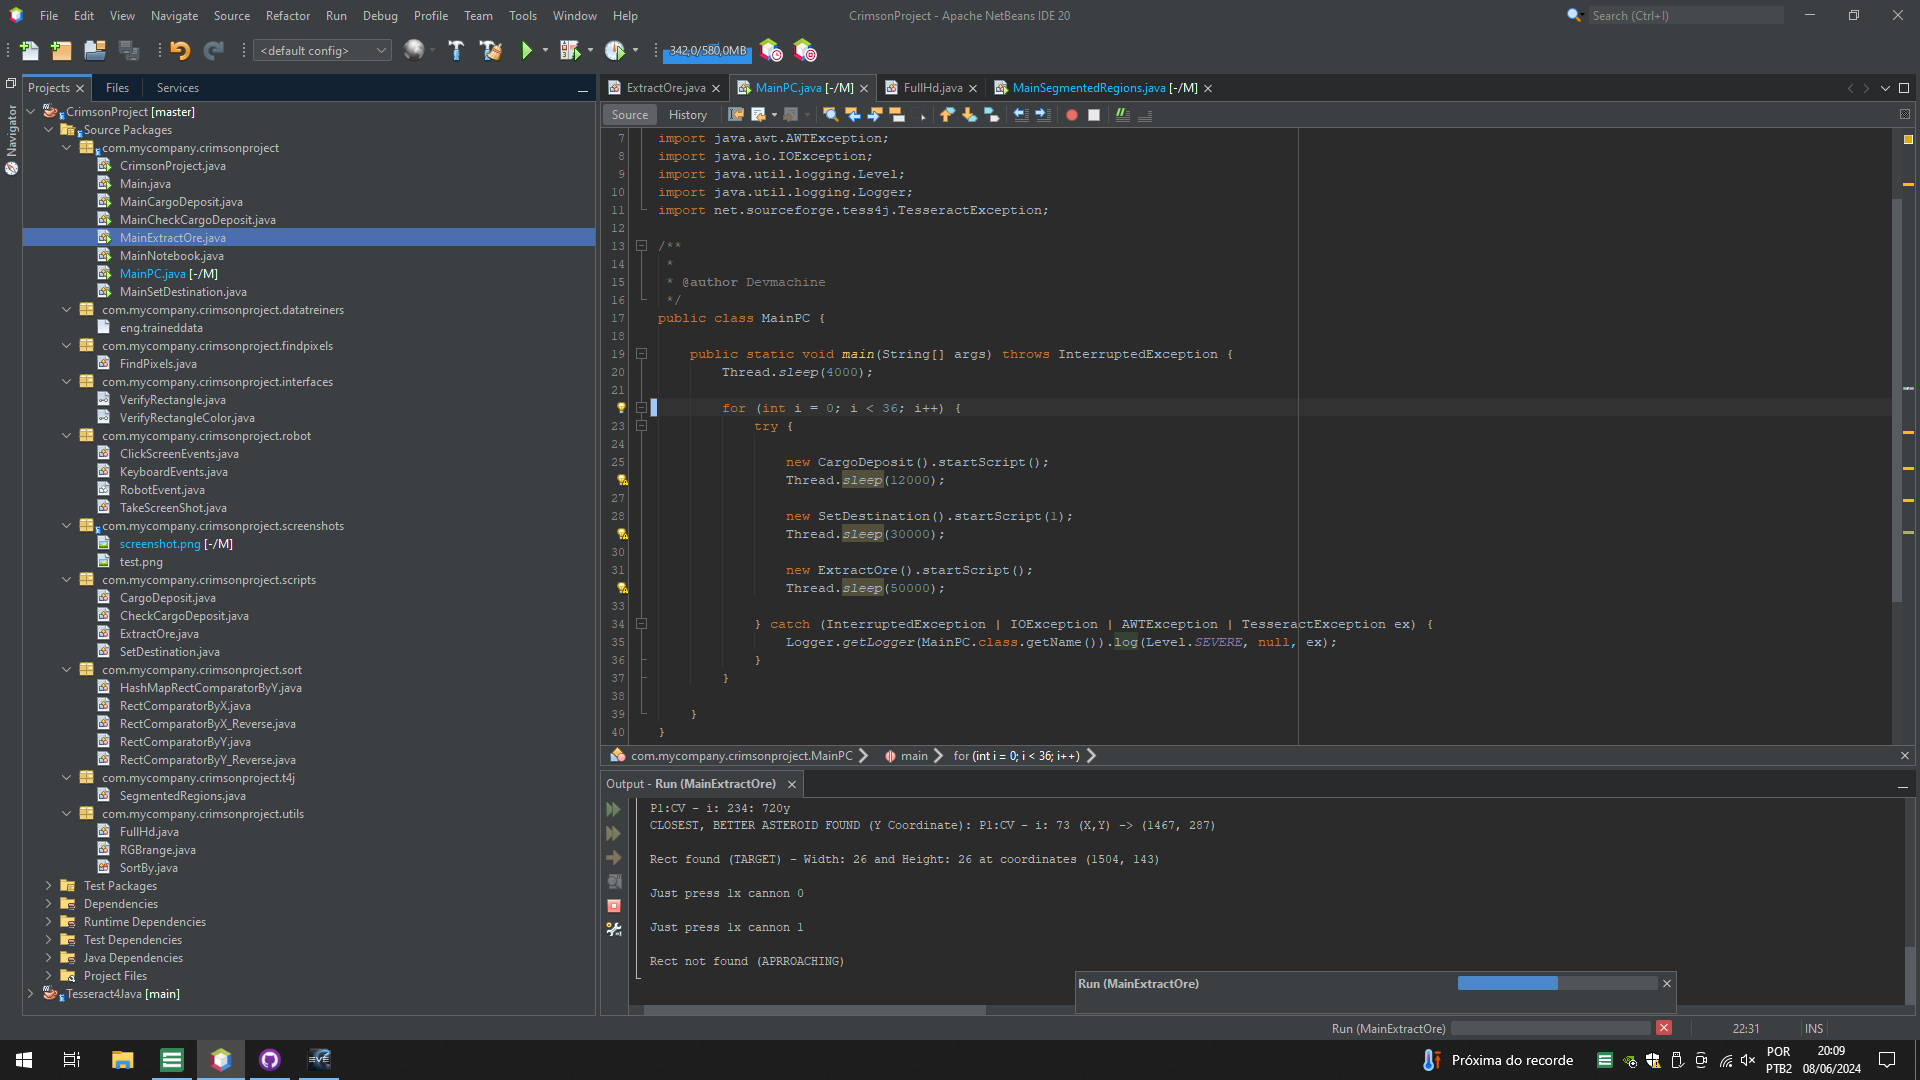 File Edit View Navigate Source Refactor Run Debug Profile Team Tools Window Help
CrimsonProject - Apache NetBeans IDE 20
Search (Ctrl+I)
<default config>
342,0/580,0MB
Projects Files Services
Navigator
CrimsonProject [master]
Source Packages
com.mycompany.crimsonproject
CrimsonProject.java
Main.java
MainCargoDeposit.java
MainCheckCargoDeposit.java
MainExtractOre.java
MainNotebook.java
MainPC.java [-/M]
MainSetDestination.java
com.mycompany.crimsonproject.datatreiners
eng.traineddata
com.mycompany.crimsonproject.findpixels
FindPixels.java
com.mycompany.crimsonproject.interfaces
VerifyRectangle.java
VerifyRectangleColor.java
com.mycompany.crimsonproject.robot
ClickScreenEvents.java
KeyboardEvents.java
RobotEvent.java
TakeScreenShot.java
com.mycompany.crimsonproject.screenshots
screenshot.png [-/M]
test.png
com.mycompany.crimsonproject.scripts
CargoDeposit.java
CheckCargoDeposit.java
ExtractOre.java
SetDestination.java
com.mycompany.crimsonproject.sort
HashMapRectComparatorByY.java
RectComparatorByX.java
RectComparatorByX_Reverse.java
RectComparatorByY.java
RectComparatorByY_Reverse.java
com.mycompany.crimsonproject.t4j
SegmentedRegions.java
com.mycompany.crimsonproject.utils
FullHd.java
RGBrange.java
SortBy.java
Test Packages
Dependencies
Runtime Dependencies
Test Dependencies
Java Dependencies
Project Files
Tesseract4Java [main]
ExtractOre.java MainPC.java [-/M] FullHd.java MainSegmentedRegions.java [-/M]
Source History
7 import java.awt.AWTException;
8 import java.io.IOException;
9 import java.util.logging.Level;
10 import java.util.logging.Logger;
11 import net.sourceforge.tess4j.TesseractException;
12
13 /**
14 *
15 * @author Devmachine
16 */
17 public class MainPC {
18
19 public static void main(String[] args) throws InterruptedException {
20 Thread.sleep(4000);
21
for (int i = 0; i < 36; i++) {
23 try {
24
25 new CargoDeposit().startScript();
Thread.sleep(12000);
27
28 new SetDestination().startScript(1);
Thread.sleep(30000);
30
31 new ExtractOre().startScript();
Thread.sleep(50000);
33
34 } catch (InterruptedException | IOException | AWTException | TesseractException ex) {
35 Logger.getLogger(MainPC.class.getName()).log(Level.SEVERE, null, ex);
36 }
37 }
38
39 }
40 }
com.mycompany.crimsonproject.MainPC main for (int i = 0; i < 36; i++)
Output - Run (MainExtractOre)
P1:CV - i: 234: 720y
CLOSEST, BETTER ASTEROID FOUND (Y Coordinate): P1:CV - i: 73 (X,Y) -> (1467, 287)
Rect found (TARGET) - Width: 26 and Height: 26 at coordinates (1504, 143)
Just press 1x cannon 0
Just press 1x cannon 1
Rect not found (APRROACHING)
Run (MainExtractOre)
Run (MainExtractOre) 22:31 INS
EVE
Próxima do recorde
POR
PTB2
20:09
08/06/2024